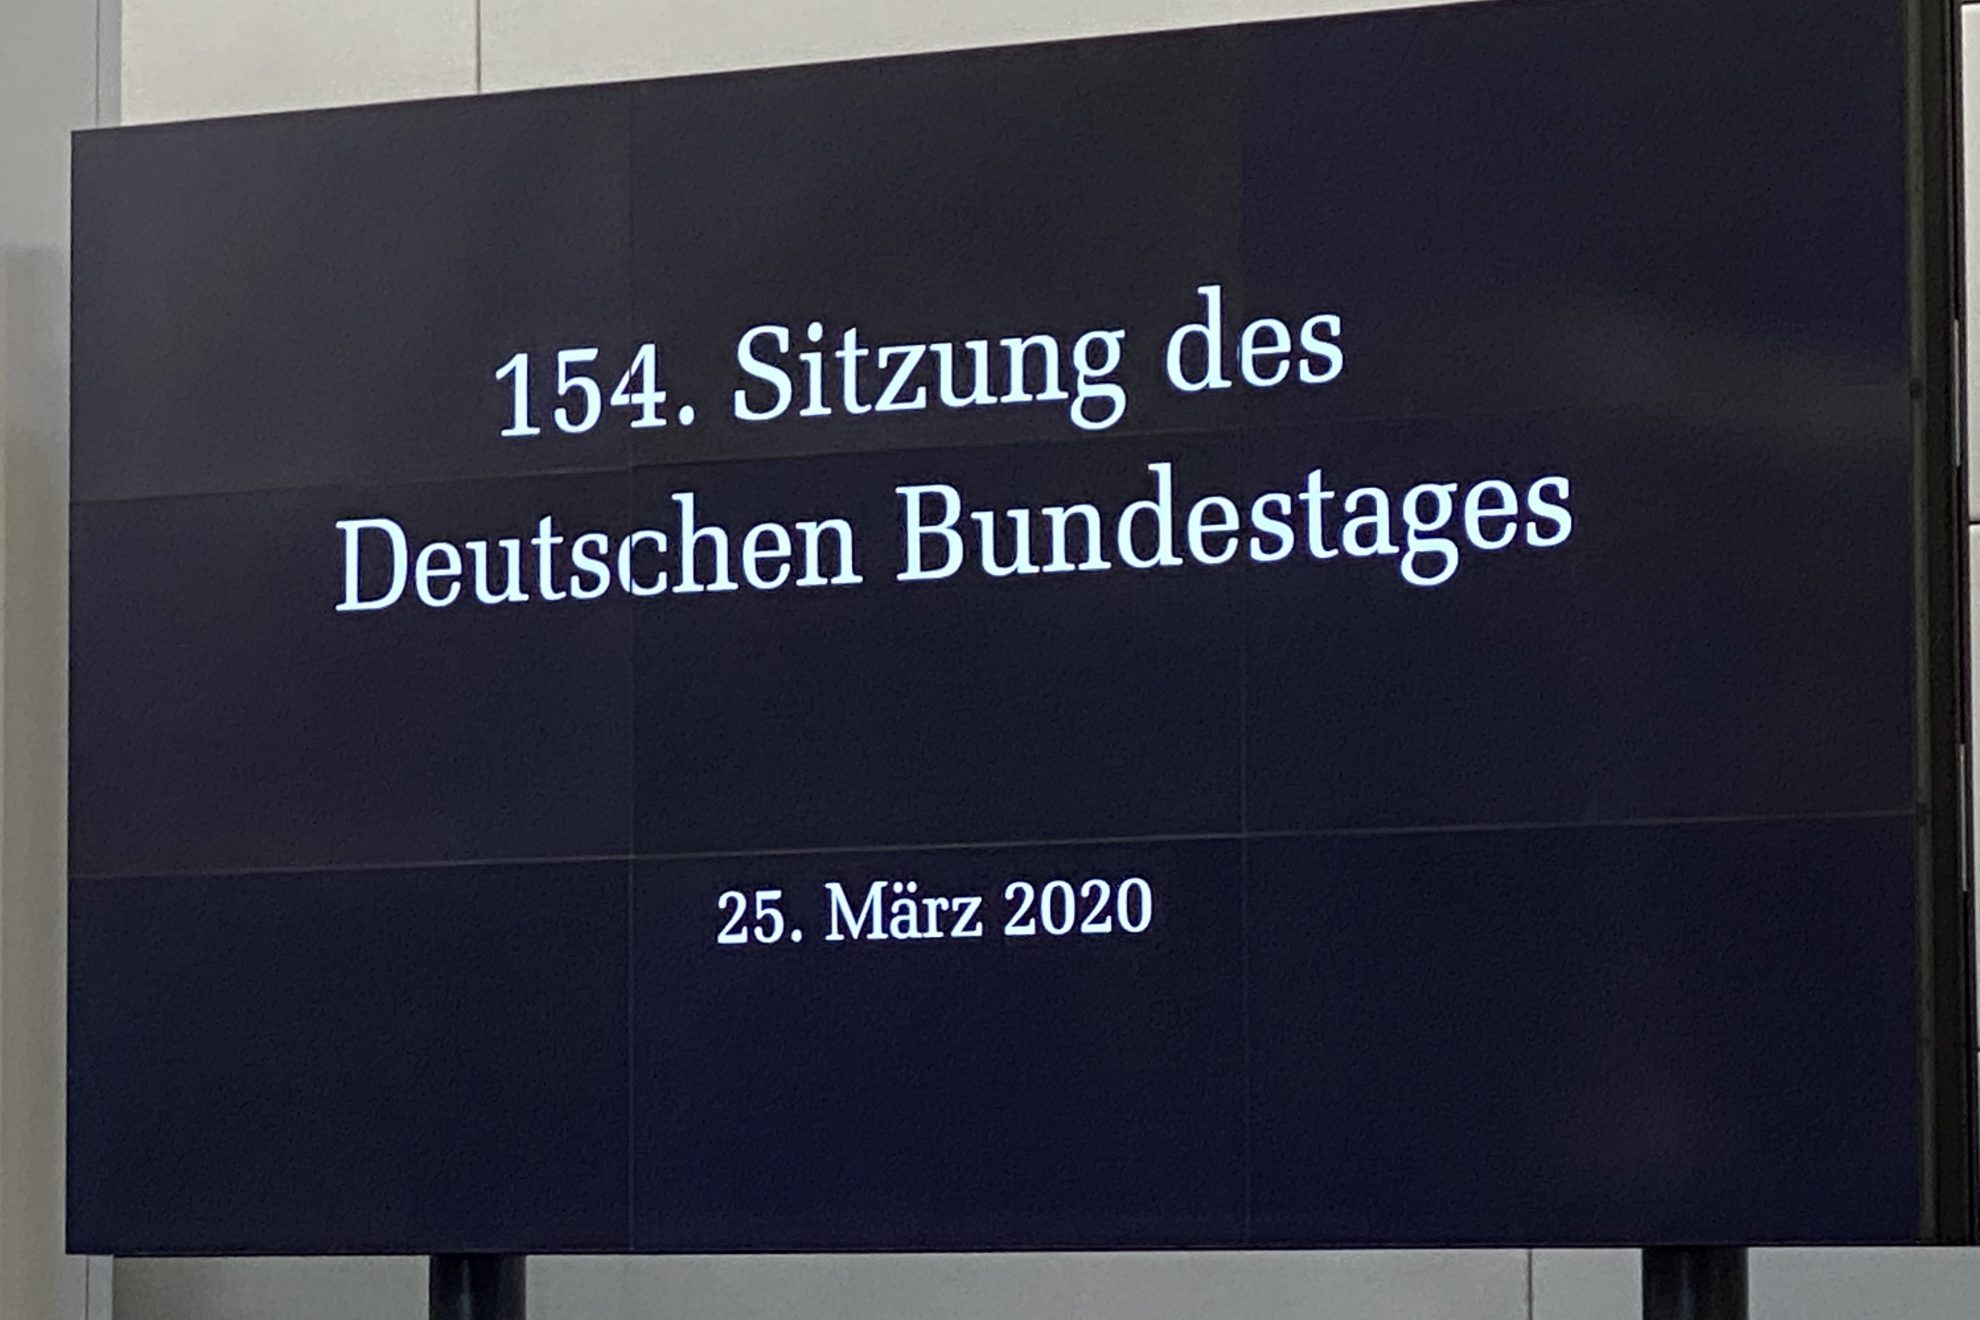 154. Sitzung des
Deutschen Bundestages
25. März 2020